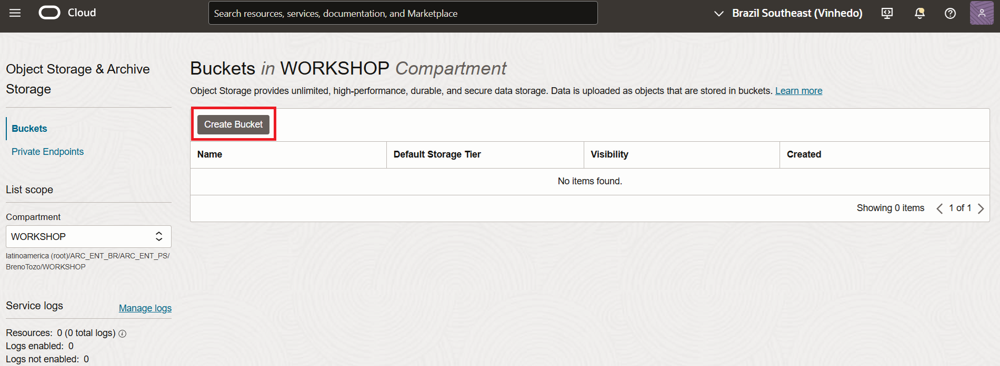 Cloud
Search resources, services, documentation, and Marketplace
Brazil Southeast (Vinhedo)
Object Storage & Archive
Storage
Buckets
Private Endpoints
List scope
Compartment
WORKSHOP
latinoamerica (root)/ARC_ENT_BR/ARC_ENT_PS/
BrenoTozo/WORKSHOP
Service logs
Manage logs
Resources: 0 (0 total logs)
Logs enabled: 0
Logs not enabled: 0
Buckets in WORKSHOP Compartment
Object Storage provides unlimited, high-performance, durable, and secure data storage. Data is uploaded as objects that are stored in buckets. Learn more
Create Bucket
Name Default Storage Tier Visibility Created
No items found.
Showing 0 items 1 of 1